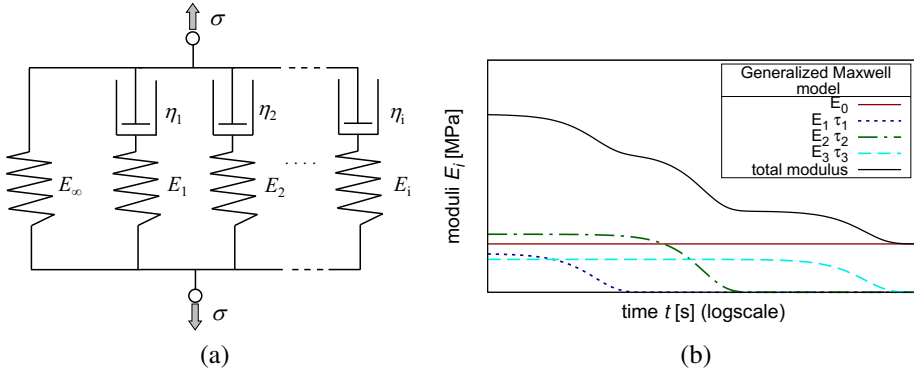 σ
η₁
η₂
ηᵢ
E∞
E₁
E₂
....
Eᵢ
σ
(a)
moduli Eᵢ [MPa]
Generalized Maxwell
model
E₀
E₁ τ₁
E₂ τ₂
E₃ τ₃
total modulus
time t [s] (logscale)
(b)